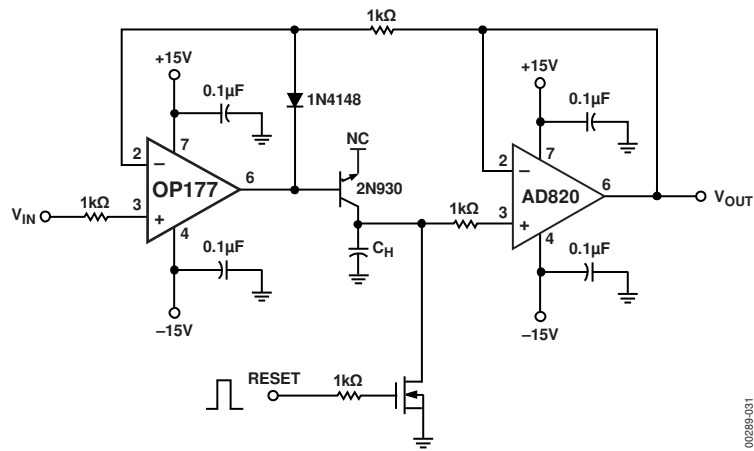 1kΩ
+15V
+15V
0.1µF
1N4148
0.1µF
NC
2
7
2
7
−
OP177
6
2N930
−
AD820
6
1kΩ
1kΩ
V_IN
3
+
3
+
V_OUT
4
C_H
4
0.1µF
0.1µF
−15V
−15V
RESET
1kΩ
00289-031